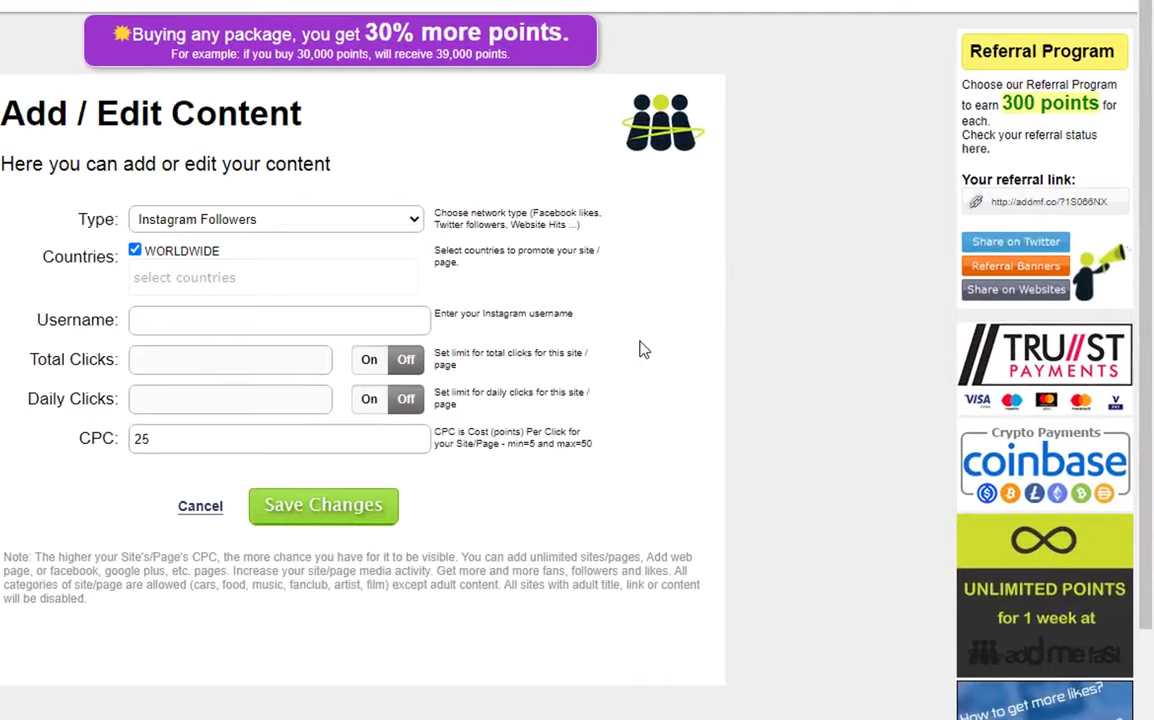 Buying any package, you get 30% more points.
For example: if you buy 30,000 points, will receive 39,000 points.
Add / Edit Content
Here you can add or edit your content
Type:
Instagram Followers
Choose network type (Facebook likes,
Twitter followers, Website Hits ...)
Countries:
WORLDWIDE
select countries
Select countries to promote your site /
page.
Username:
Enter your Instagram username
Total Clicks:
On
Off
Set limit for total clicks for this site /
page
Daily Clicks:
On
Off
Set limit for daily clicks for this site /
page
CPC:
25
CPC is Cost (points) Per Click for
your Site/Page - min=5 and max=50
Cancel
Save Changes
Note: The higher your Site's/Page's CPC, the more chance you have for it to be visible. You can add unlimited sites/pages, Add web
page, or facebook, google plus, etc. pages. Increase your site/page media activity. Get more and more fans, followers and likes. All
categories of site/page are allowed (cars, food, music, fanclub, artist, film) except adult content. All sites with adult title, link or content
will be disabled.
Referral Program
Choose our Referral Program
to earn 300 points for
each.
Check your referral status
here.
Your referral link:
http://addmf.co/?1S066NX
Share on Twitter
Referral Banners
Share on Websites
TRU//ST
PAYMENTS
VISA
V
PAY
Crypto Payments
coinbase
UNLIMITED POINTS
for 1 week at
addmefast
How to get more likes?